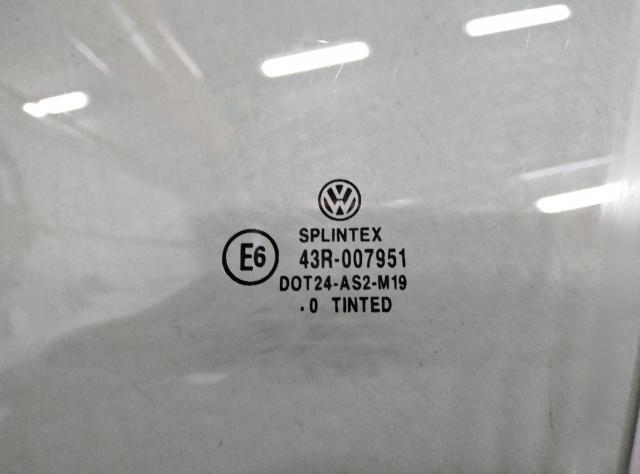 SPLINTEX
E6
43R-007951
DOT24-AS2-M19
.0 TINTED